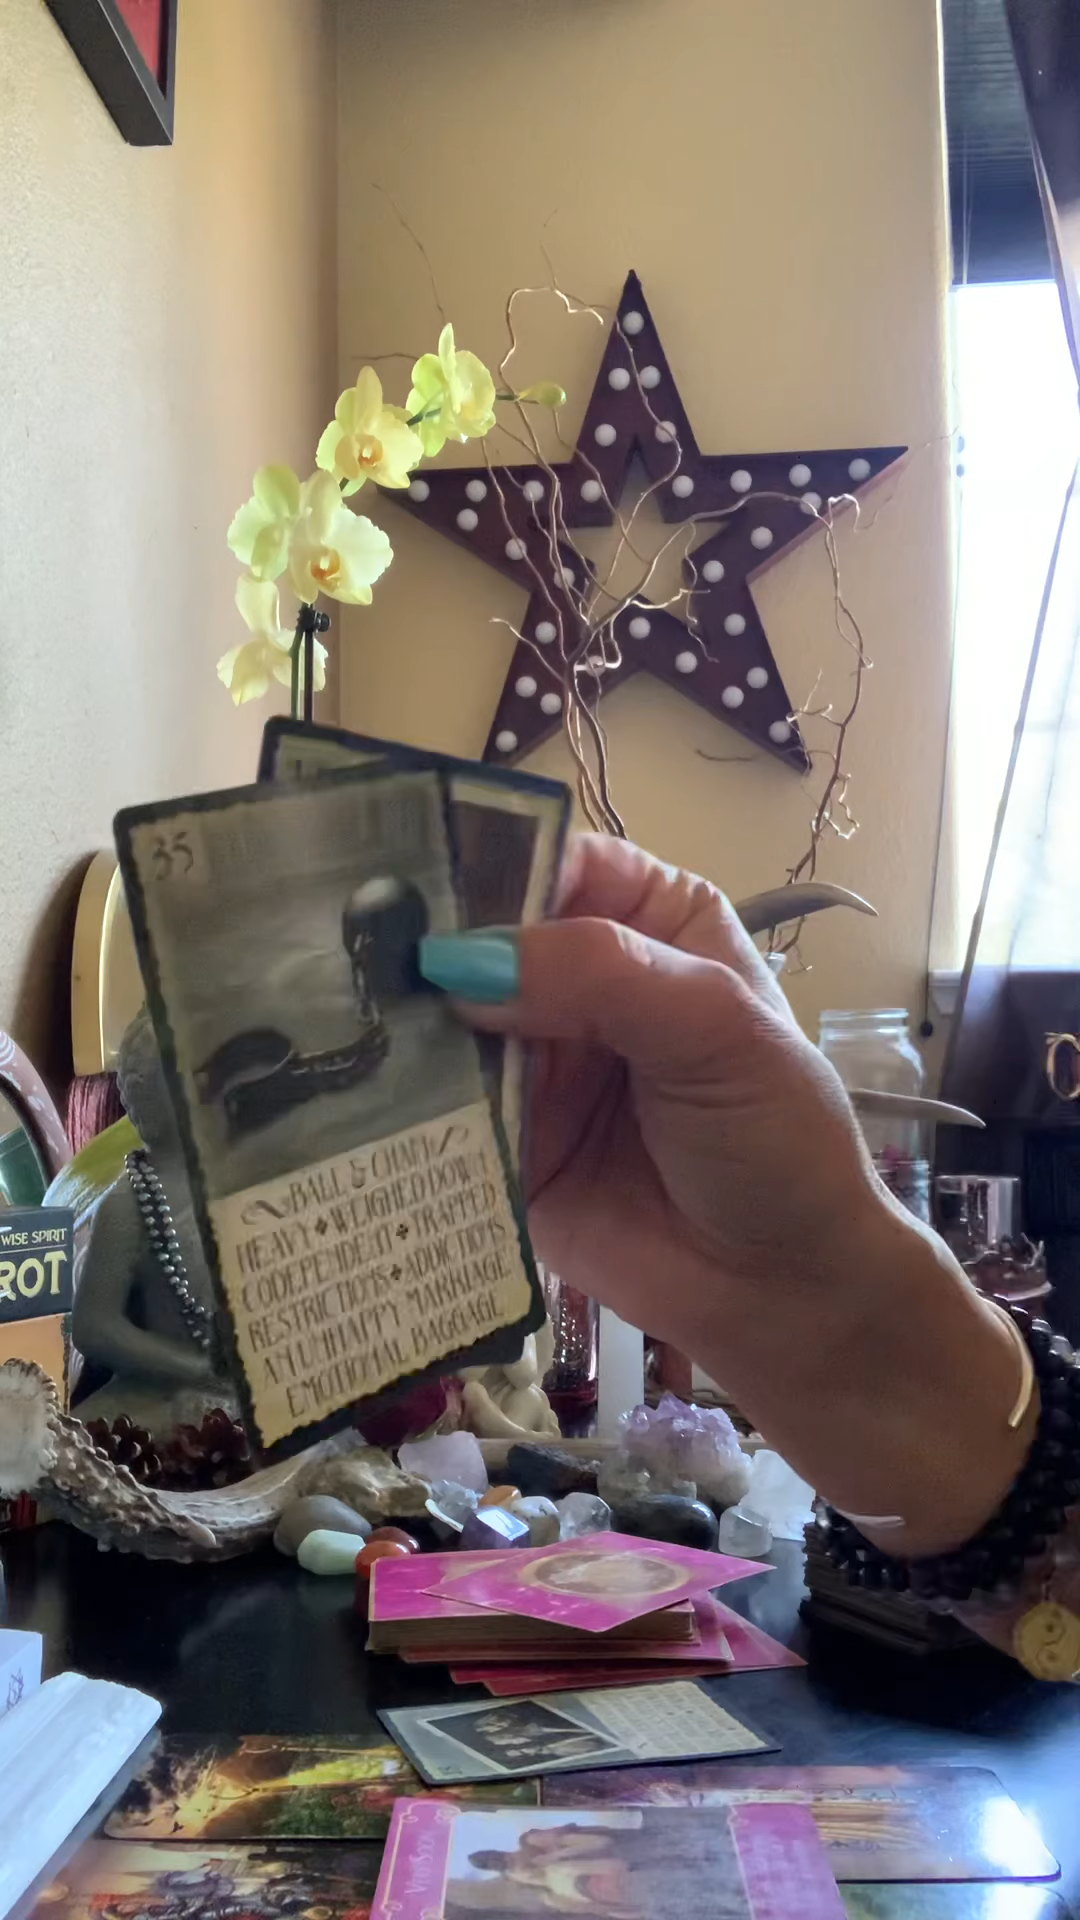 35
BALL & CHAIN
HEAVY ❖ WEIGHED DOWN
CODEPENDENT ❖ TRAPPED
RESTRICTIONS ❖ ADDICTIONS
AN UNHAPPY MARRIAGE
EMOTIONAL BAGGAGE
WISE SPIRIT
ROT